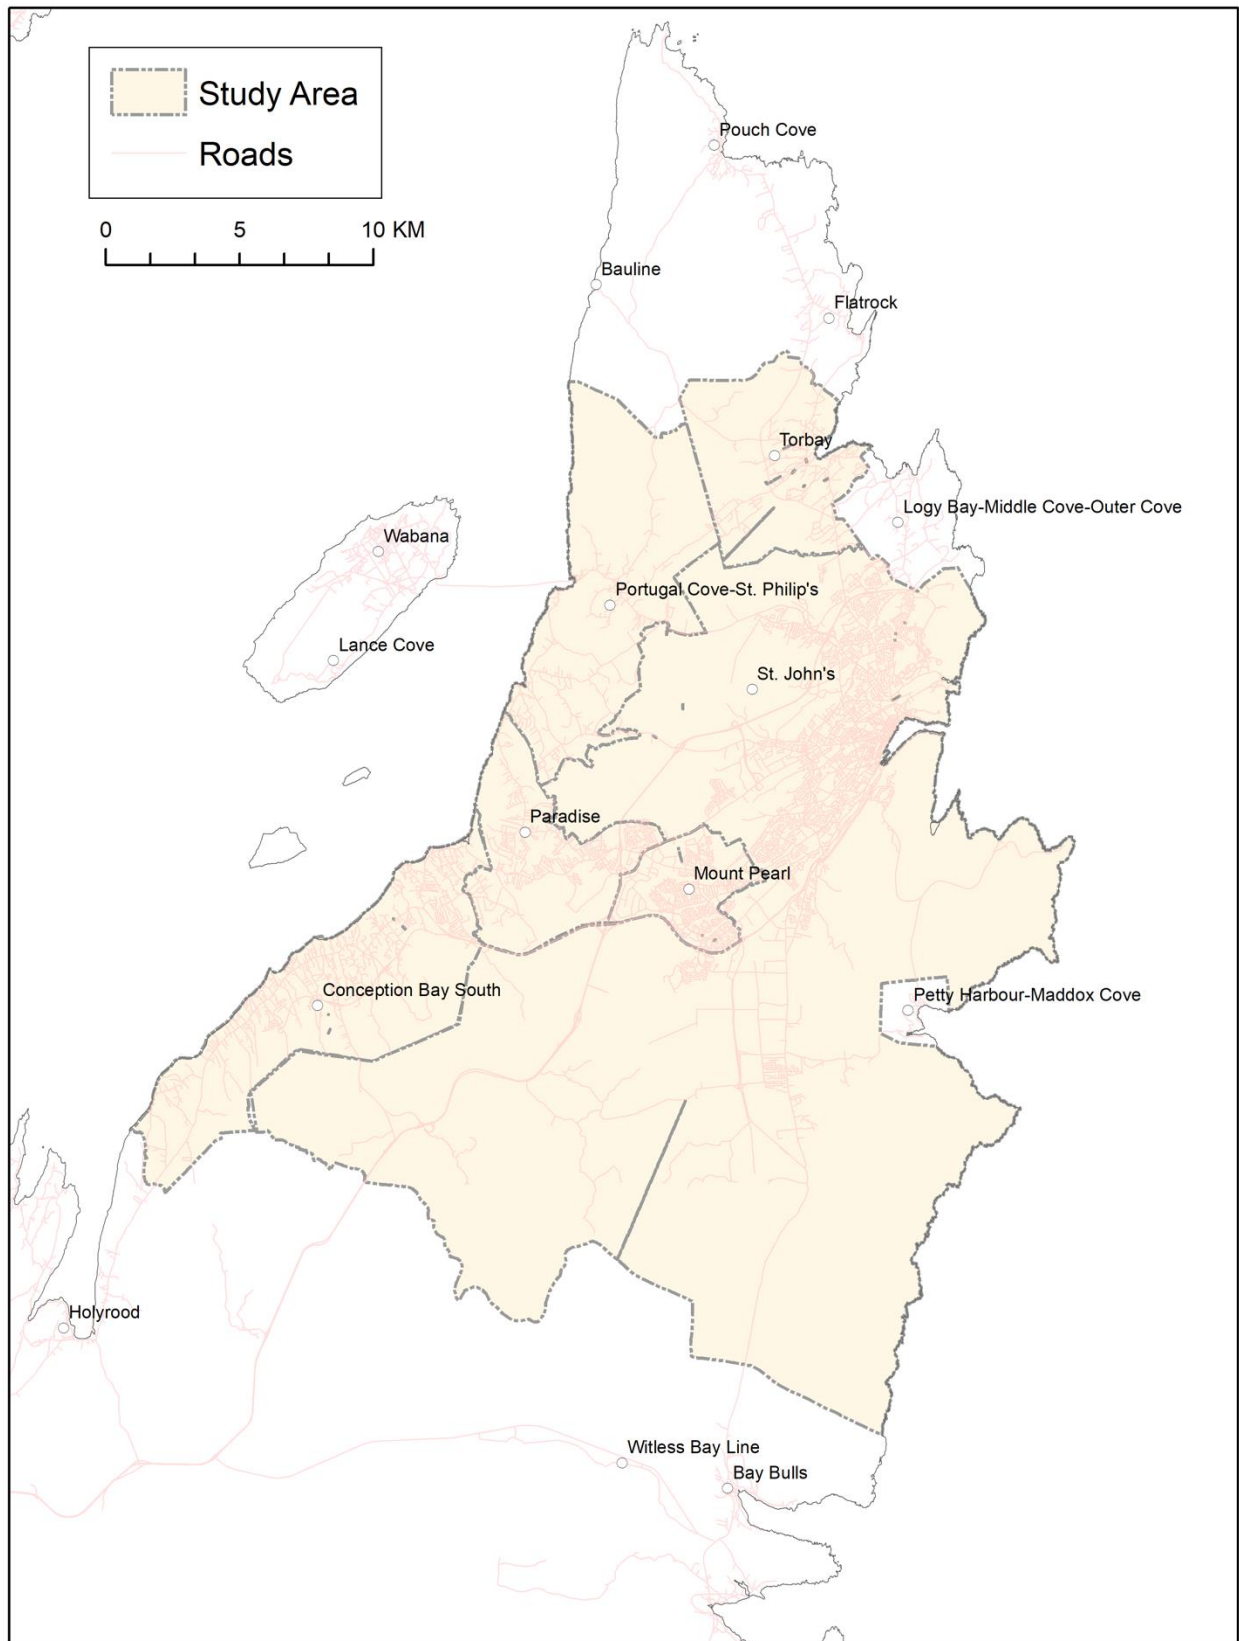 Study Area
Roads
0 5 10 KM
Pouch Cove
Bauline
Flatrock
Torbay
Logy Bay-Middle Cove-Outer Cove
Wabana
Portugal Cove-St. Philip's
Lance Cove
St. John's
Paradise
Mount Pearl
Conception Bay South
Petty Harbour-Maddox Cove
Holyrood
Witless Bay Line
Bay Bulls